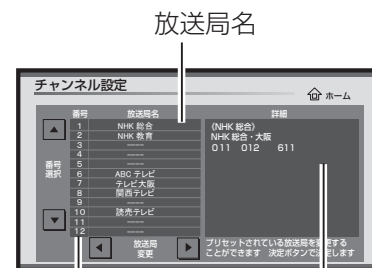 放送局名
チャンネル設定
ホーム
番号 放送局名 詳細
1 NHK 総合
2 NHK 教育
3 ----
4 ----
5 ----
6 ABC テレビ
7 テレビ大阪
8 関西テレビ
9 ----
10 読売テレビ
11 ----
12 ----
番号
選択
《NHK 総合》
NHK 総合・大阪
011 012 611
放送局
変更
プリセットされている放送局を変更する
ことができます 決定ボタンで決定します